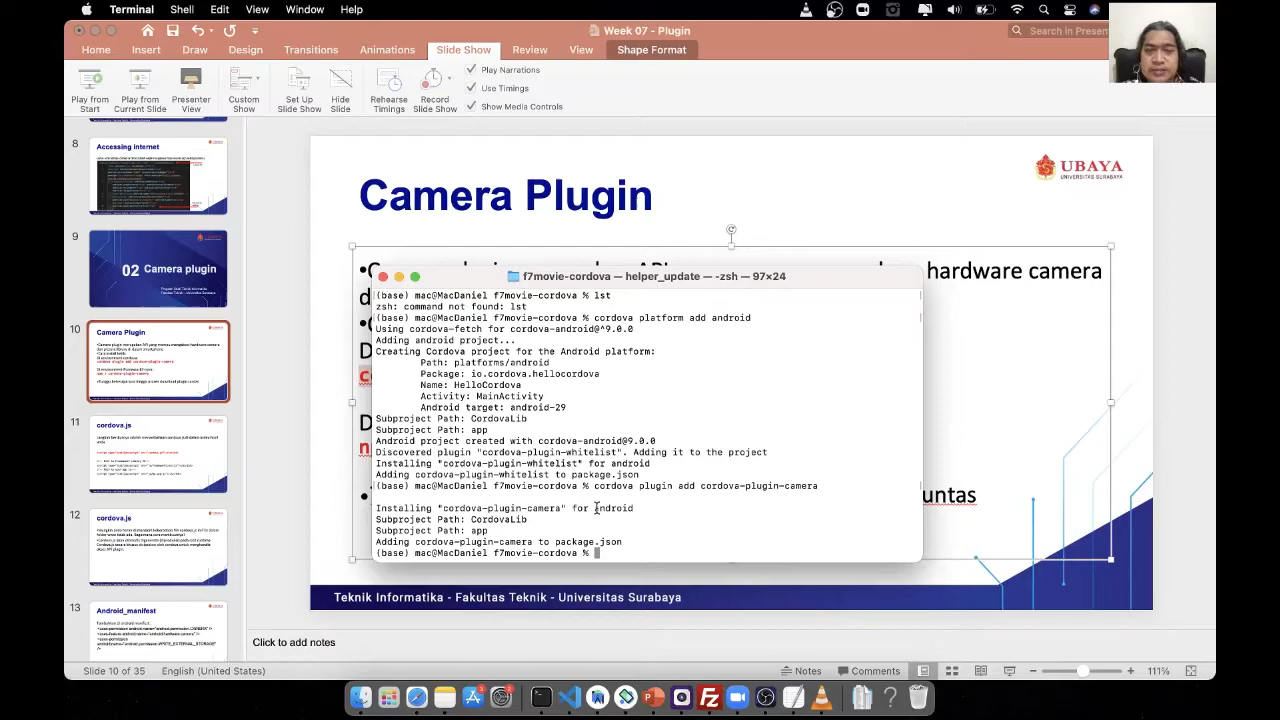 Terminal Shell Edit View Window Help
Week 07 - Plugin
Search in Presen
Home Insert Draw Design Transitions Animations Slide Show Review View Shape Format
Play from Start
Play from Current Slide
Presenter View
Custom Show
Set Up Slide Show
Hide Slide
Rehearse Timings
Record Slide Show
Play Narrations
Use Timings
Show Media Controls
8
Accessing Internet
9
02 Camera plugin
10
Camera Plugin
cordova plugin add cordova-plugin-camera
11
cordova.js
12
cordova.js
13
Android_manifest
UBAYA
UNIVERSITAS SURABAYA
Camera Plugin
hardware camera
untas
f7movie-cordova — helper_update — -zsh — 97×24
(base) mac@MacDaniel f7movie-cordova % lst
zsh: command not found: lst
(base) mac@MacDaniel f7movie-cordova % cordova platform add android
Using cordova-fetch for cordova-android@^9.0.0
Adding android project...
Creating Cordova project for the Android platform:
Path: platforms/android
Package: io.cordova.hellocordova
Name: HelloCordova
Activity: MainActivity
Android target: android-29
Subproject Path: CordovaLib
Subproject Path: app
Android project created with cordova-android@9.1.0
Installing "cordova-plugin-whitelist" for android
Adding cordova-plugin-whitelist to package.json
(base) mac@MacDaniel f7movie-cordova % cordova plugin add cordova-plugin-camera
Installing "cordova-plugin-camera" for android
Subproject Path: CordovaLib
Subproject Path: app
Adding cordova-plugin-camera to package.json
(base) mac@MacDaniel f7movie-cordova %
Teknik Informatika - Fakultas Teknik - Universitas Surabaya
Click to add notes
Slide 10 of 35 English (United States) Notes Comments 111%